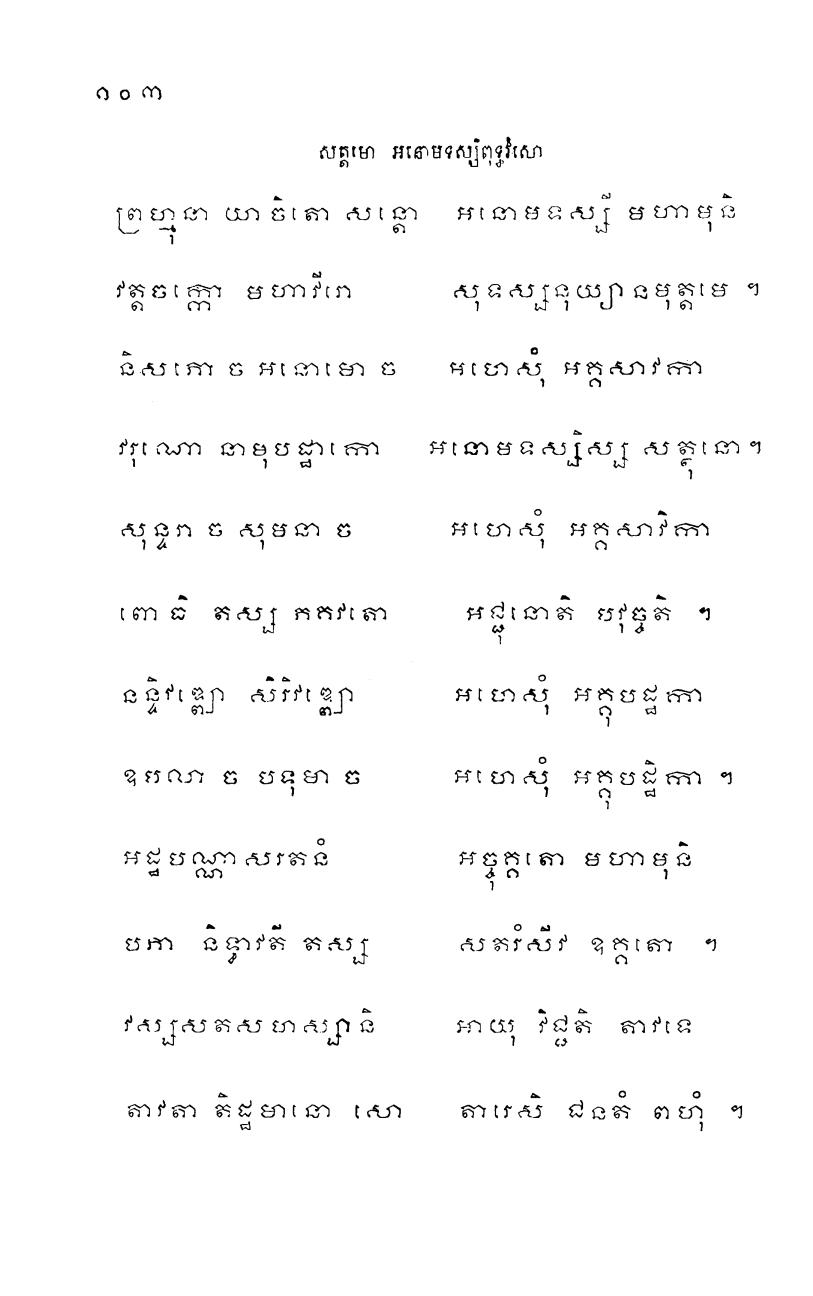 ១០៣
សត្តមោ អនោមទស្សីពុទ្ធវំសោ
ព្រហ្មុនា យាចិតោ សន្តោ អនោមទស្សី មហាមុនិ
វត្តចក្កោ មហាវីរោ សុទស្សនុយ្យានមុត្តមេ ។
និសភោ ច អនោមោ ច អហេសុំ អគ្គសាវកា
វរុណោ នាមុបដ្ឋាកោ អនោមទស្សិស្ស សត្ថុនោ។
សុន្ទរា ច សុមនា ច អហេសុំ អគ្គសាវិកា
ពោធិ តស្ស ភគវតោ អជ្ជុនោតិ បវុច្ចតិ ។
នន្ទិវឌ្ឍោ សិរិវឌ្ឍោ អហេសុំ អគ្គុបដ្ឋកា
ឧបលា ច បទុមា ច អហេសុំ អគ្គុបដ្ឋិកា ។
អដ្ឋបណ្ណាសរតនំ អច្ចុគ្គតោ មហាមុនិ
បភា និទ្ធាវតី តស្ស សតរំសីវ ឧគ្គតោ ។
វស្សសតសហស្សានិ អាយុ វិជ្ជតិ តាវទេ
តាវតា តិដ្ឋមានោ សោ តារេសិ ជនតំ ពហុំ ។